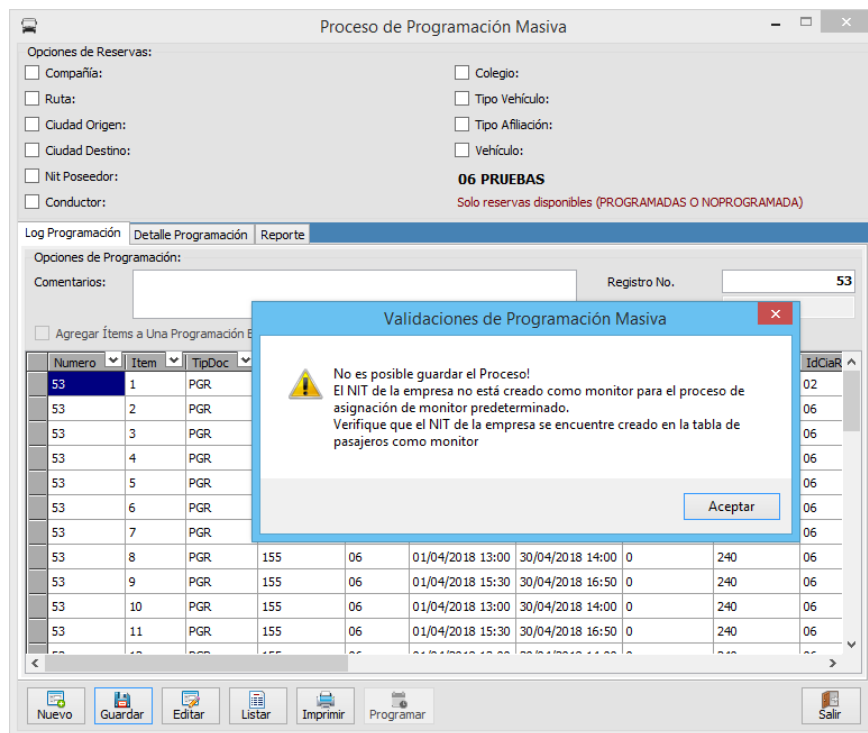 Proceso de Programación Masiva
Opciones de Reservas:
Compañía:
Colegio:
Ruta:
Tipo Vehículo:
Ciudad Origen:
Tipo Afiliación:
Ciudad Destino:
Vehículo:
Nit Poseedor:
06 PRUEBAS
Conductor:
Solo reservas disponibles (PROGRAMADAS O NOPROGRAMADA)
Log Programación Detalle Programación Reporte
Opciones de Programación:
Comentarios:
Registro No. 53
Agregar Ítems a Una Programación
Validaciones de Programación Masiva
No es posible guardar el Proceso!
El NIT de la empresa no está creado como monitor para el proceso de
asignación de monitor predeterminado.
Verifique que el NIT de la empresa se encuentre creado en la tabla de
pasajeros como monitor
Aceptar
Numero Item TipDoc IdCiaR
53 1 PGR 02
53 2 PGR 06
53 3 PGR 06
53 4 PGR 06
53 5 PGR 06
53 6 PGR 06
53 7 PGR 06
53 8 PGR 155 06 01/04/2018 13:00 30/04/2018 14:00 0 240 06
53 9 PGR 155 06 01/04/2018 15:30 30/04/2018 16:50 0 240 06
53 10 PGR 155 06 01/04/2018 13:00 30/04/2018 14:00 0 240 06
53 11 PGR 155 06 01/04/2018 15:30 30/04/2018 16:50 0 240 06
Nuevo Guardar Editar Listar Imprimir Programar Salir